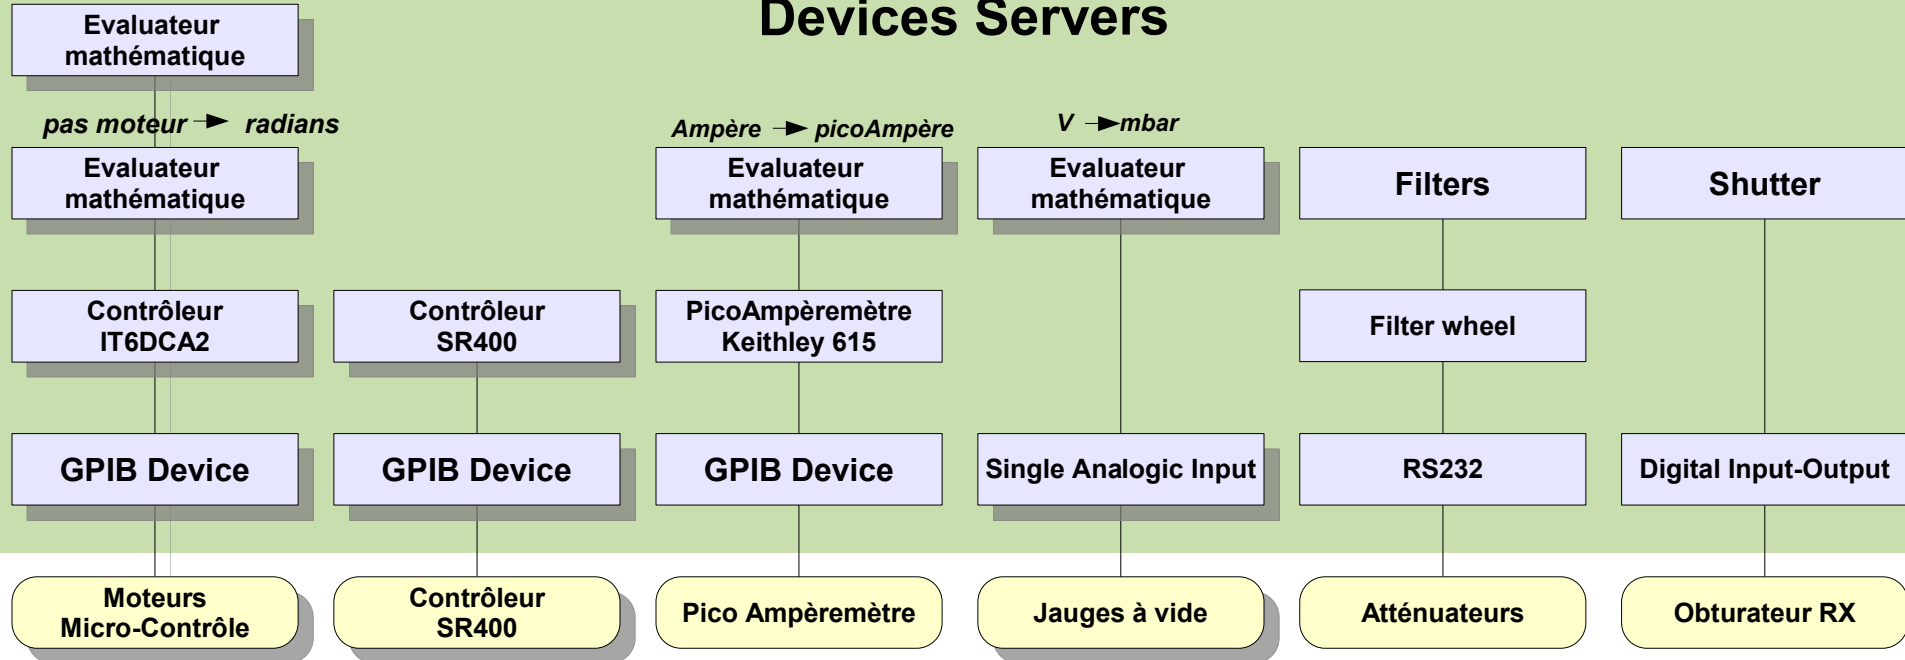 Devices Servers
Evaluateur
mathématique
pas moteur radians
Ampère picoAmpère
V mbar
Evaluateur
mathématique
Evaluateur
mathématique
Evaluateur
mathématique
Filters
Shutter
Contrôleur
IT6DCA2
Contrôleur
SR400
PicoAmpèremètre
Keithley 615
Filter wheel
GPIB Device
GPIB Device
GPIB Device
Single Analogic Input
RS232
Digital Input-Output
Moteurs
Micro-Contrôle
Contrôleur
SR400
Pico Ampèremètre
Jauges à vide
Atténuateurs
Obturateur RX